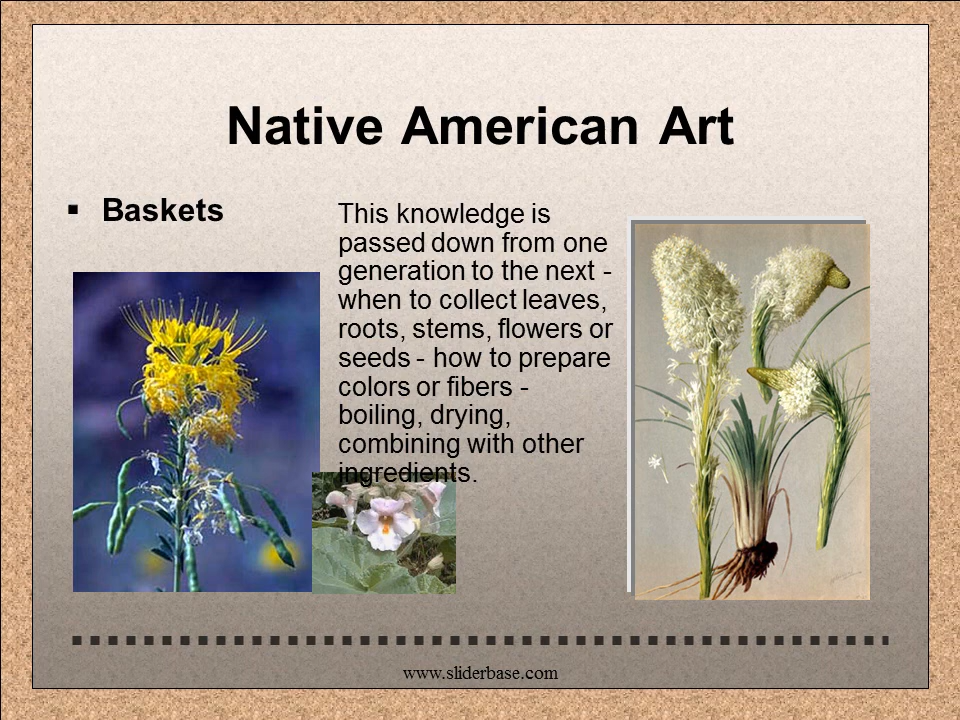 Native American Art
▪ Baskets
This knowledge is
passed down from one
generation to the next -
when to collect leaves,
roots, stems, flowers or
seeds - how to prepare
colors or fibers -
boiling, drying,
combining with other
ingredients.
www.sliderbase.com